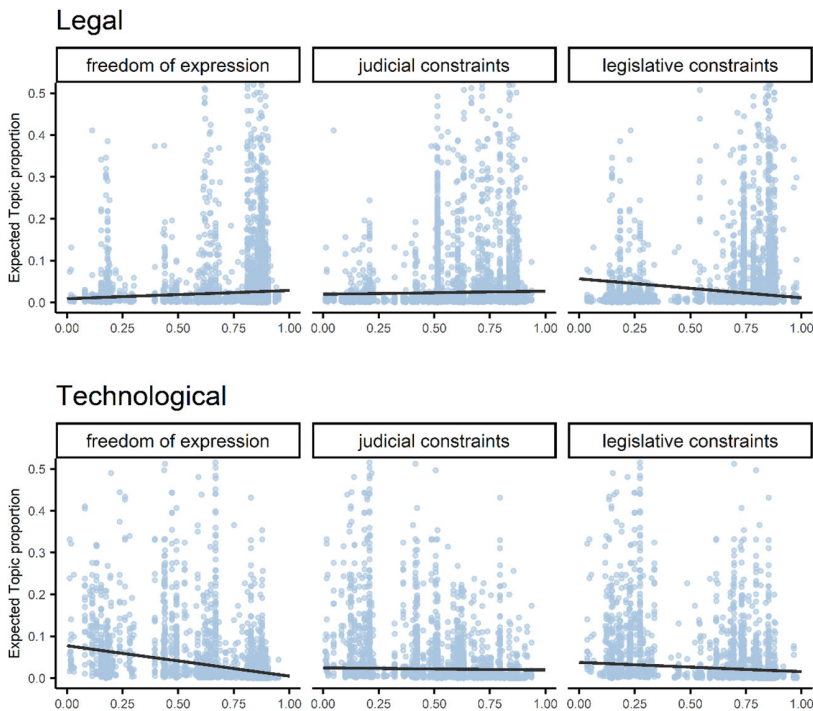 Legal
freedom of expression judicial constraints legislative constraints
Expected Topic proportion
0.5
0.4
0.3
0.2
0.1
0.0
0.00 0.25 0.50 0.75 1.00 0.00 0.25 0.50 0.75 1.00 0.00 0.25 0.50 0.75 1.00
Technological
freedom of expression judicial constraints legislative constraints
Expected Topic proportion
0.5
0.4
0.3
0.2
0.1
0.0
0.00 0.25 0.50 0.75 1.00 0.00 0.25 0.50 0.75 1.00 0.00 0.25 0.50 0.75 1.00